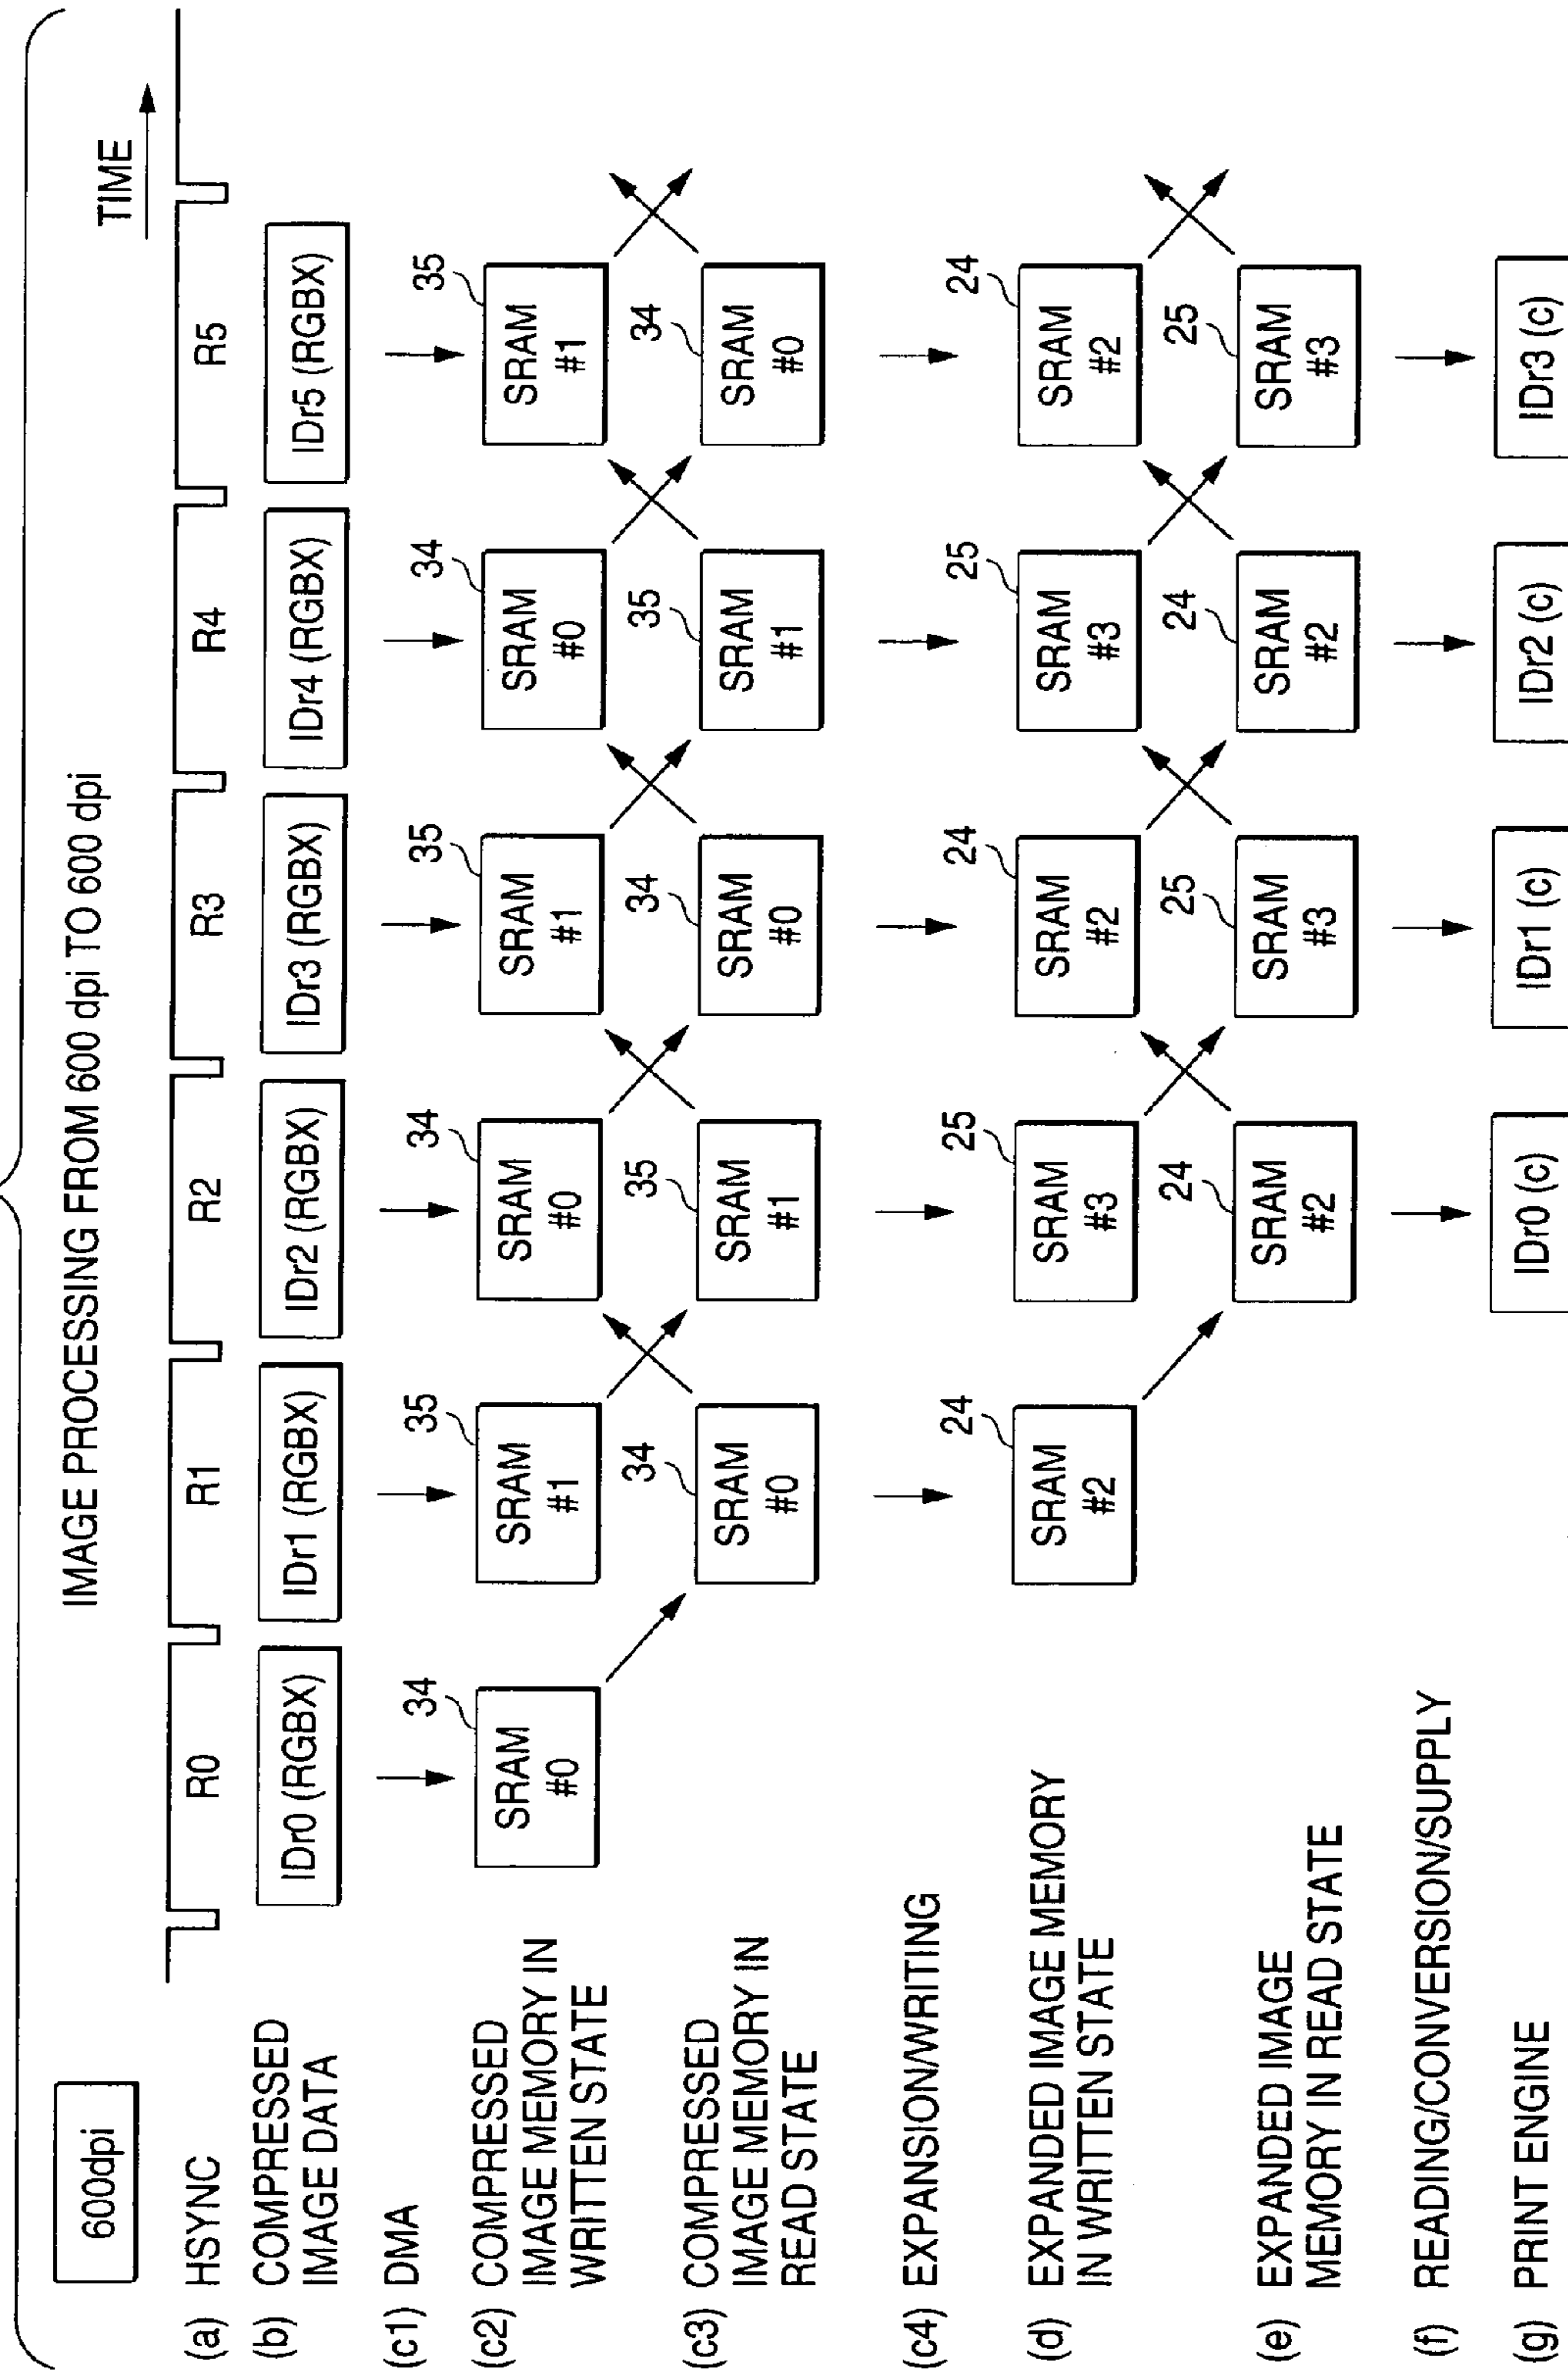 IMAGE PROCESSING FROM 600 dpi TO 600 dpi
600dpi
TIME
(a) HSYNC
R0 R1 R2 R3 R4 R5
(b) COMPRESSED
IMAGE DATA
IDr0 (RGBX) IDr1 (RGBX) IDr2 (RGBX) IDr3 (RGBX) IDr4 (RGBX) IDr5 (RGBX)
(c1) DMA
34 35 34 35 34 35
(c2) COMPRESSED
IMAGE MEMORY IN
WRITTEN STATE
SRAM SRAM SRAM SRAM SRAM SRAM
#0 #1 #0 #1 #0 #1
34 35 34 35 34
(c3) COMPRESSED
IMAGE MEMORY IN
READ STATE
SRAM SRAM SRAM SRAM SRAM
#0 #1 #0 #1 #0
(c4) EXPANSION/WRITING
24 25 24 25 24
(d) EXPANDED IMAGE MEMORY
IN WRITTEN STATE
SRAM SRAM SRAM SRAM SRAM
#2 #3 #2 #3 #2
24 25 24 25
(e) EXPANDED IMAGE
MEMORY IN READ STATE
SRAM SRAM SRAM SRAM
#2 #3 #2 #3
(f) READING/CONVERSION/SUPPLY
(g) PRINT ENGINE
IDr0 (c) IDr1 (c) IDr2 (c) IDr3 (c)